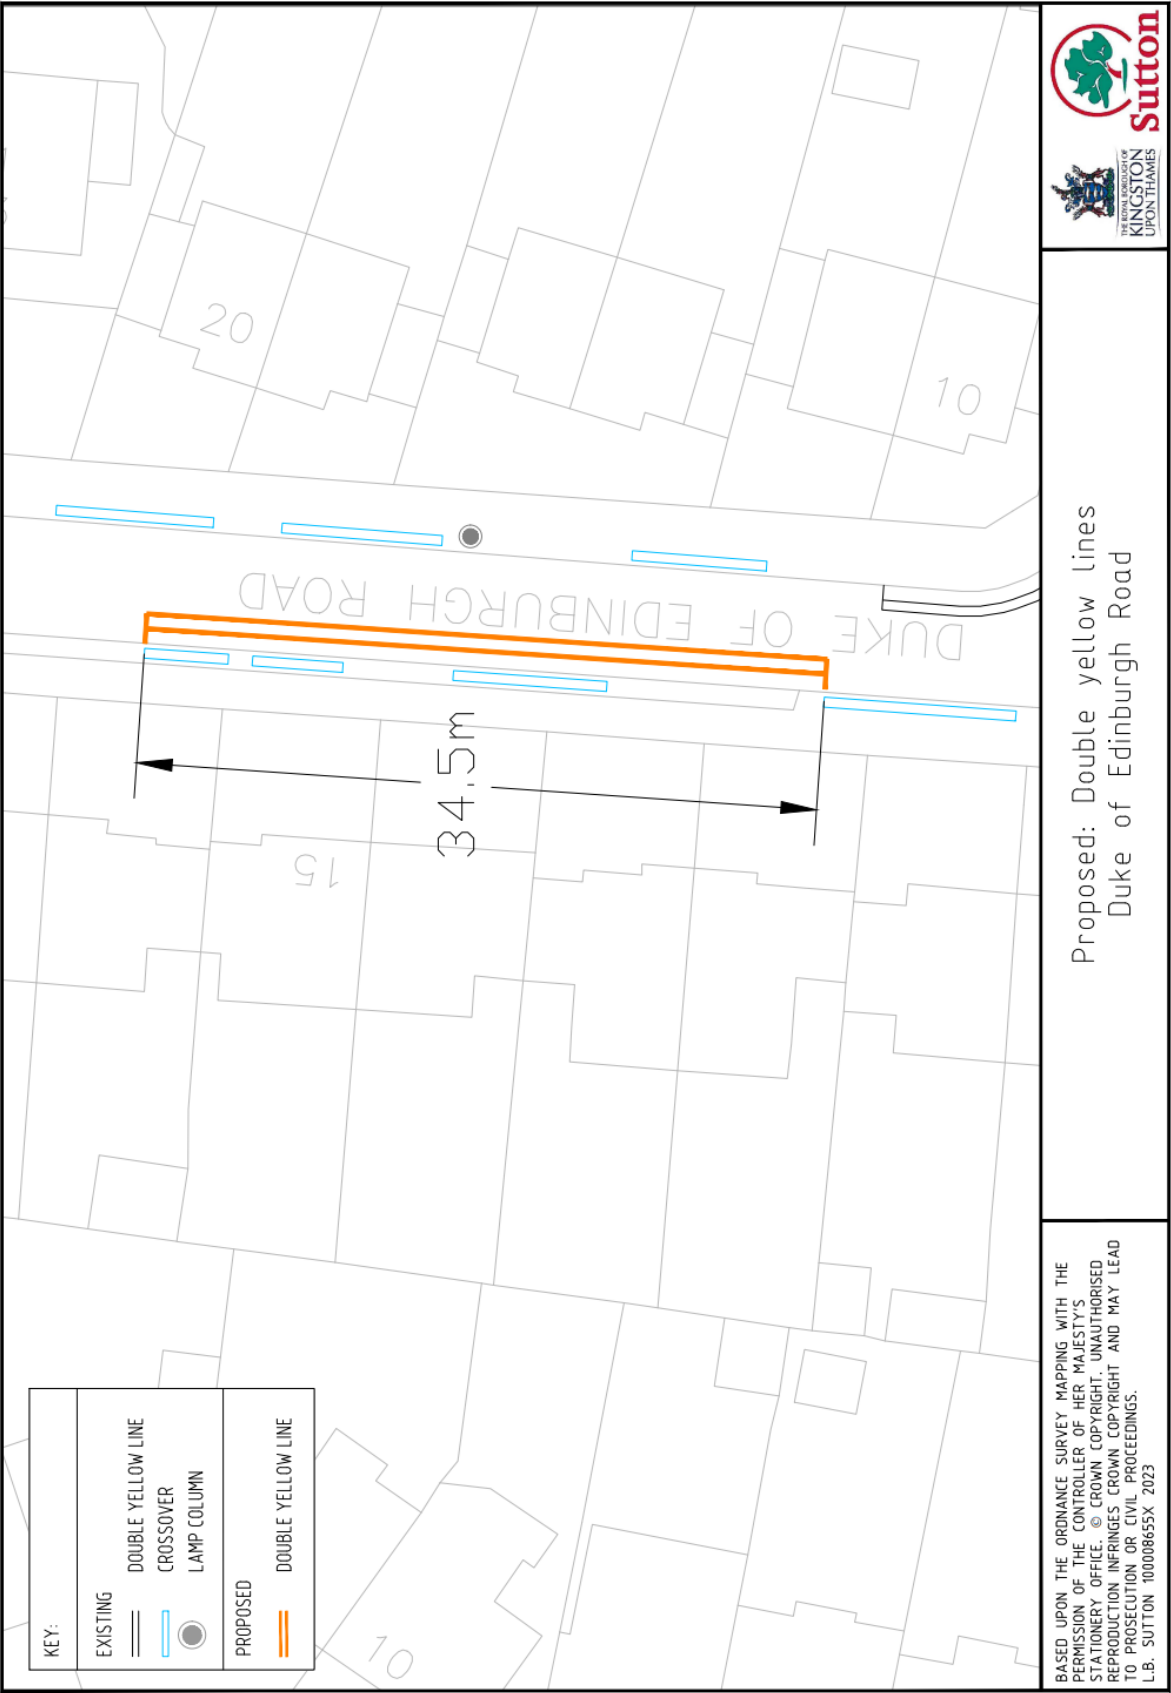 KEY:
EXISTING
DOUBLE YELLOW LINE
CROSSOVER
LAMP COLUMN
PROPOSED
DOUBLE YELLOW LINE
20
10
DUKE OF EDINBURGH ROAD
34.5m
15
10
BASED UPON THE ORDNANCE SURVEY MAPPING WITH THE
PERMISSION OF THE CONTROLLER OF HER MAJESTY'S
STATIONERY OFFICE. © CROWN COPYRIGHT. UNAUTHORISED
REPRODUCTION INFRINGES CROWN COPYRIGHT AND MAY LEAD
TO PROSECUTION OR CIVIL PROCEEDINGS.
L.B. SUTTON 100008655X 2023
Proposed: Double yellow lines
Duke of Edinburgh Road
THE ROYAL BOROUGH OF
KINGSTON
UPON THAMES
Sutton